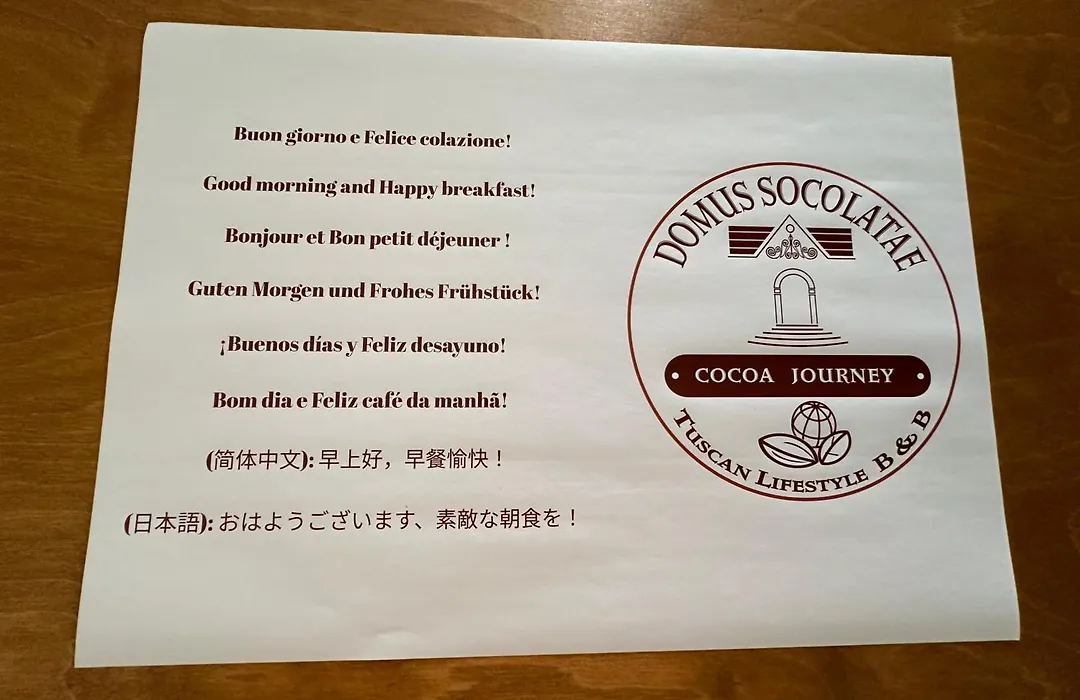 Buon giorno e Felice colazione!
Good morning and Happy breakfast!
Bonjour et Bon petit déjeuner !
Guten Morgen und Frohes Frühstück!
¡Buenos días y Feliz desayuno!
Bom dia e Feliz café da manhã!
(简体中文): 早上好，早餐愉快！
(日本語): おはようございます、素敵な朝食を！
DOMUS SOCOLATAE
COCOA JOURNEY
TUSCAN LIFESTYLE B & B